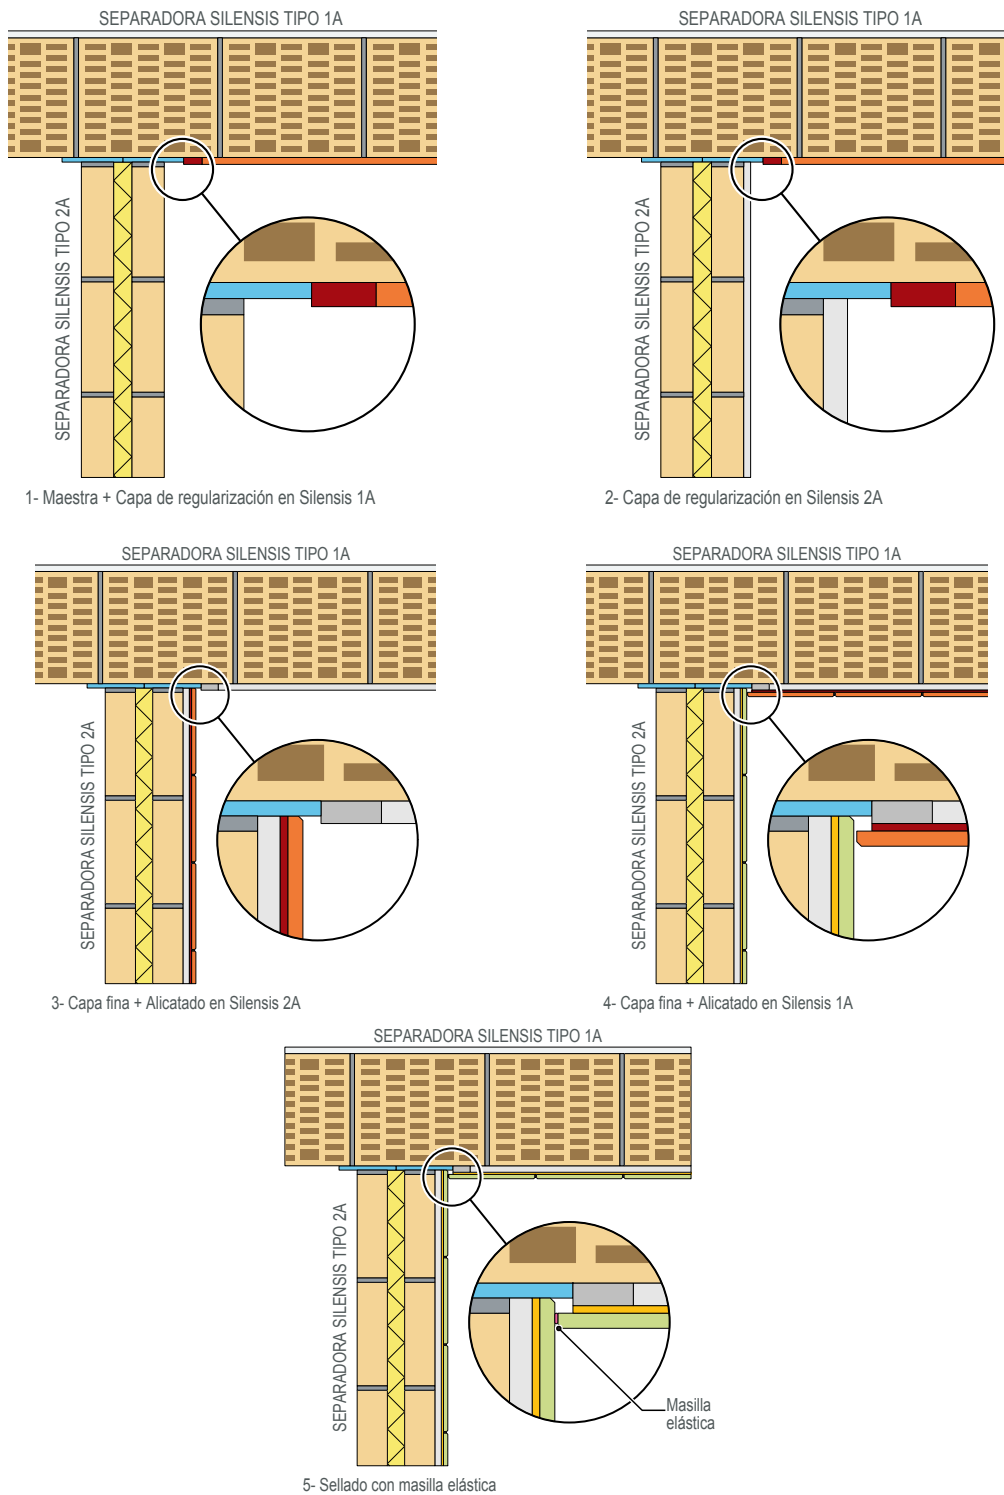 SEPARADORA SILENSIS TIPO 1A
SEPARADORA SILENSIS TIPO 2A
1- Maestra + Capa de regularización en Silensis 1A
SEPARADORA SILENSIS TIPO 1A
SEPARADORA SILENSIS TIPO 2A
2- Capa de regularización en Silensis 2A
SEPARADORA SILENSIS TIPO 1A
SEPARADORA SILENSIS TIPO 2A
3- Capa fina + Alicatado en Silensis 2A
SEPARADORA SILENSIS TIPO 1A
SEPARADORA SILENSIS TIPO 2A
4- Capa fina + Alicatado en Silensis 1A
SEPARADORA SILENSIS TIPO 1A
SEPARADORA SILENSIS TIPO 2A
Masilla
elástica
5- Sellado con masilla elástica